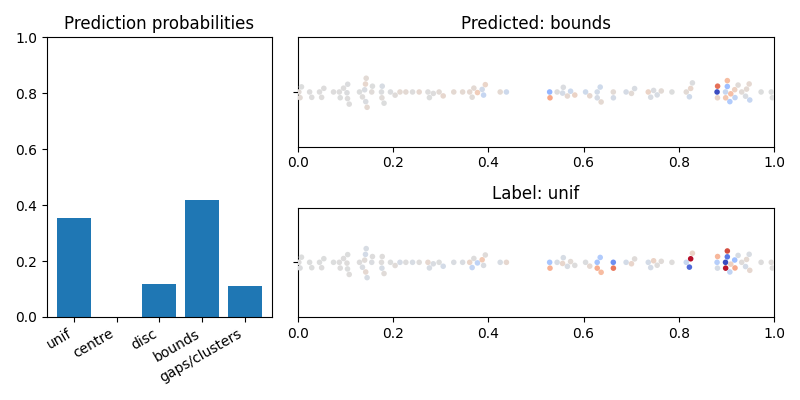 Prediction probabilities
1.0
0.8
0.6
0.4
0.2
0.0
unif
centre
disc
bounds
gaps/clusters
Predicted: bounds
0.0 0.2 0.4 0.6 0.8 1.0
Label: unif
0.0 0.2 0.4 0.6 0.8 1.0